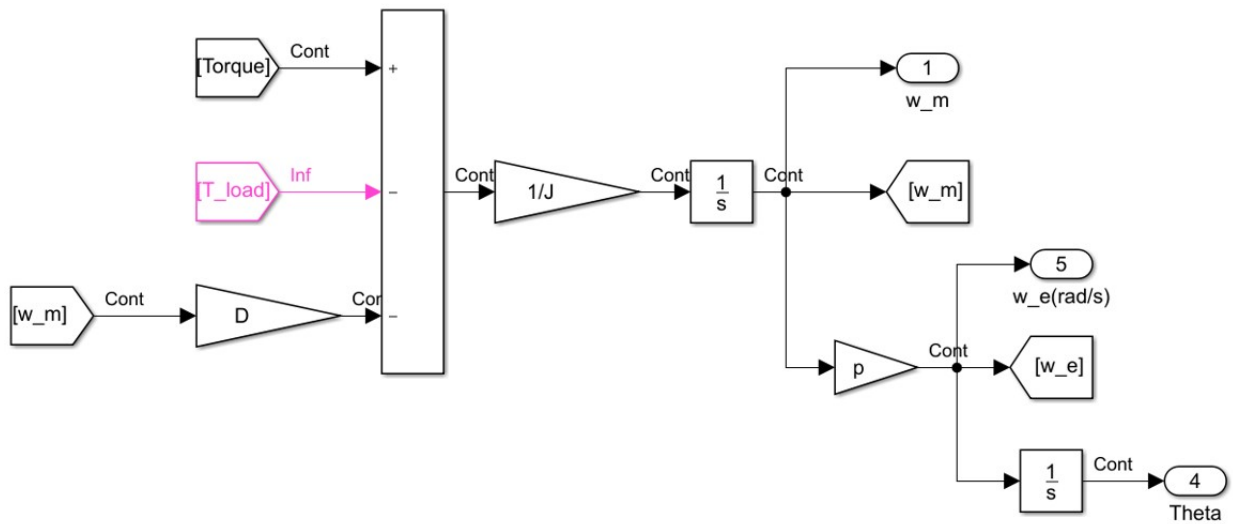 Cont
[Torque]
+
1
w_m
Inf
[T_load]
−
Cont
1/J
Cont
1
s
Cont
[w_m]
5
w_e(rad/s)
Cont
[w_m]
D
Cor
−
Cont
p
[w_e]
1
s
Cont
4
Theta